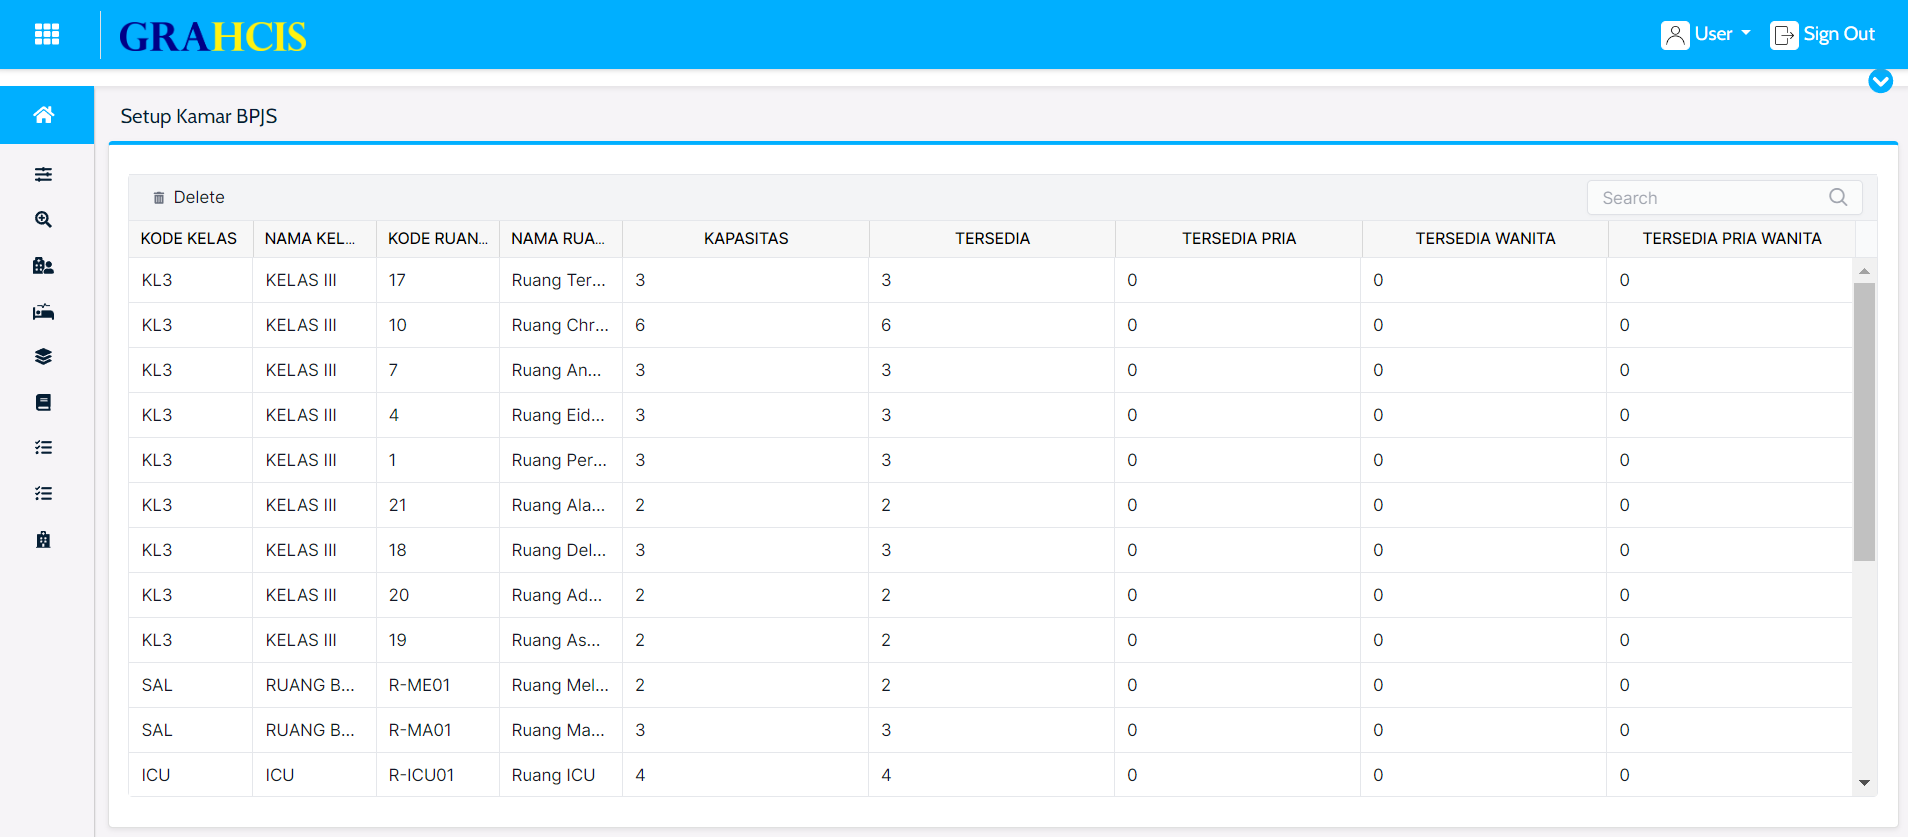 GRAHCIS User Sign Out
Setup Kamar BPJS
Delete Search
KODE KELAS NAMA KEL... KODE RUAN... NAMA RUA... KAPASITAS TERSEDIA TERSEDIA PRIA TERSEDIA WANITA TERSEDIA PRIA WANITA
KL3 KELAS III 17 Ruang Ter... 3 3 0 0 0
KL3 KELAS III 10 Ruang Chr... 6 6 0 0 0
KL3 KELAS III 7 Ruang An... 3 3 0 0 0
KL3 KELAS III 4 Ruang Eid... 3 3 0 0 0
KL3 KELAS III 1 Ruang Per... 3 3 0 0 0
KL3 KELAS III 21 Ruang Ala... 2 2 0 0 0
KL3 KELAS III 18 Ruang Del... 3 3 0 0 0
KL3 KELAS III 20 Ruang Ad... 2 2 0 0 0
KL3 KELAS III 19 Ruang As... 2 2 0 0 0
SAL RUANG B... R-ME01 Ruang Mel... 2 2 0 0 0
SAL RUANG B... R-MA01 Ruang Ma... 3 3 0 0 0
ICU ICU R-ICU01 Ruang ICU 4 4 0 0 0